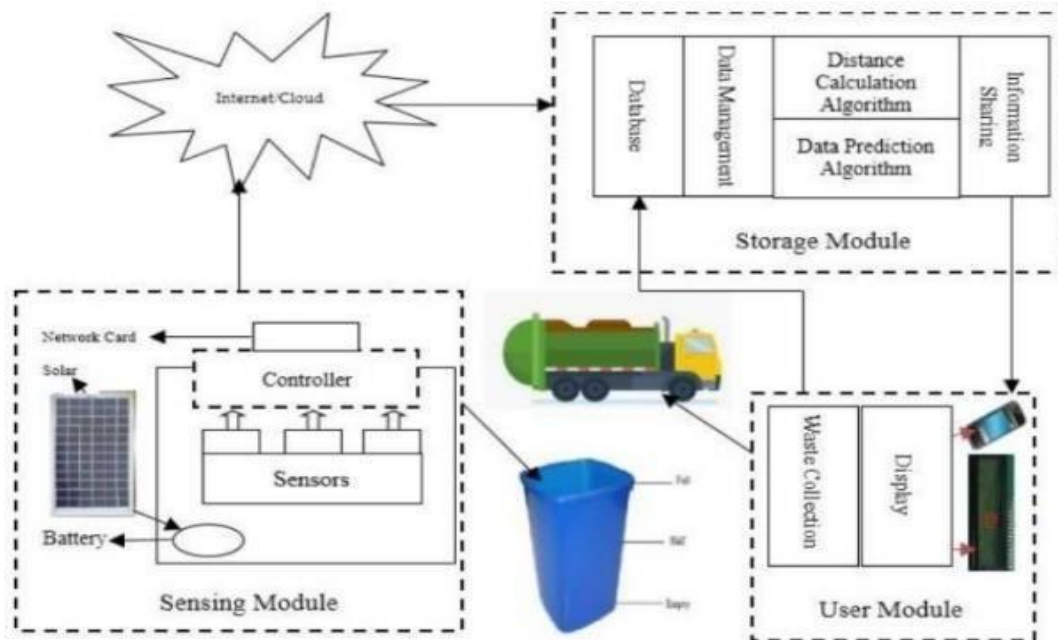 Internet/Cloud
Database
Data Management
Distance
Calculation
Algorithm
Data Prediction
Algorithm
Information
Sharing
Storage Module
Network Card
Solar
Controller
Sensors
Battery
Sensing Module
Full
Half
Empty
Waste Collection
Display
User Module